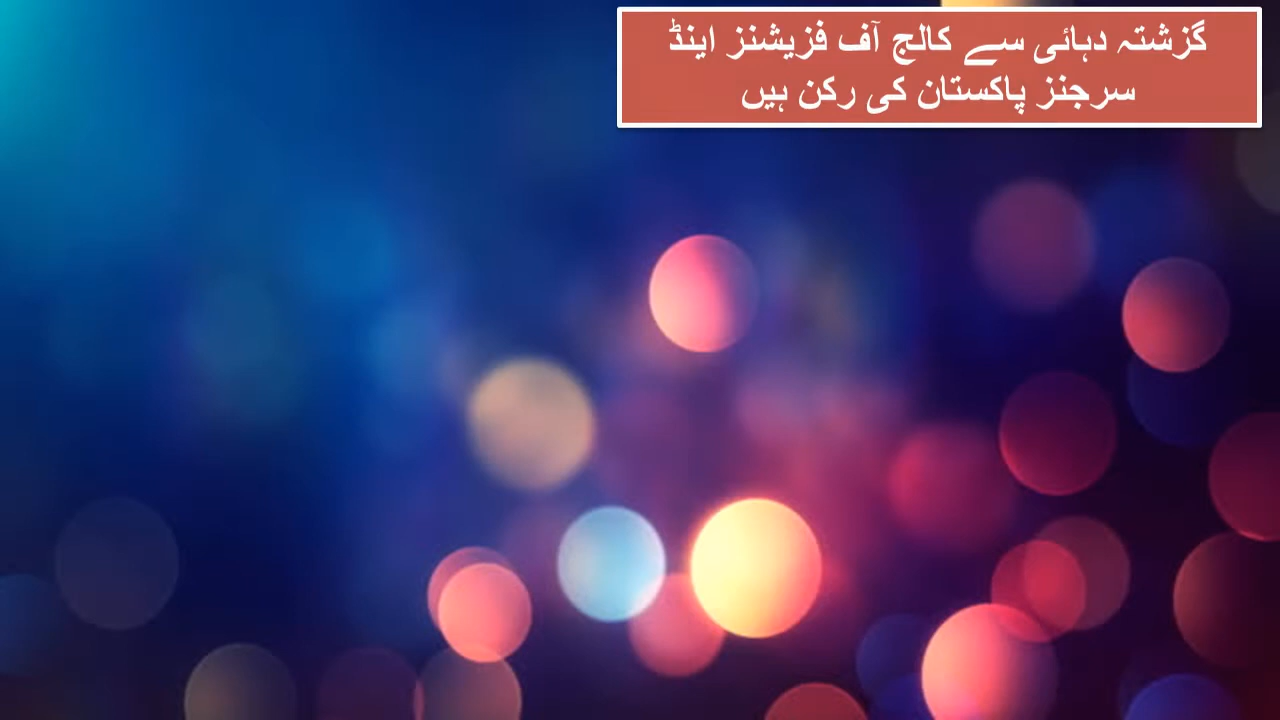 گزشتہ دہائی سے کالج آف فزیشنز اینڈ
سرجنز پاکستان کی رکن ہیں